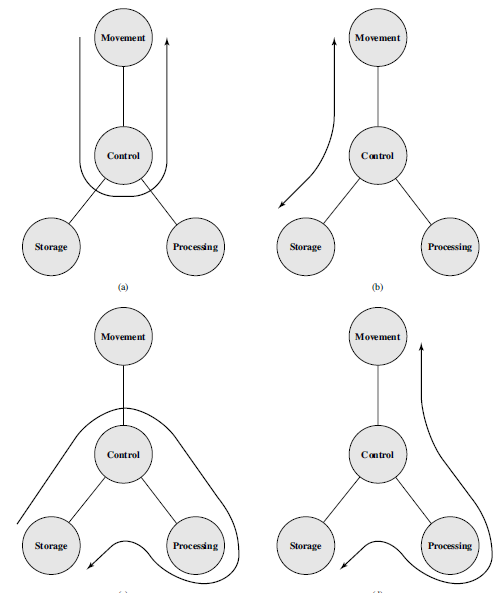 Movement
Movement
Control
Control
Storage
Processing
Storage
Processing
(a)
(b)
Movement
Movement
Control
Control
Storage
Processing
Storage
Processing